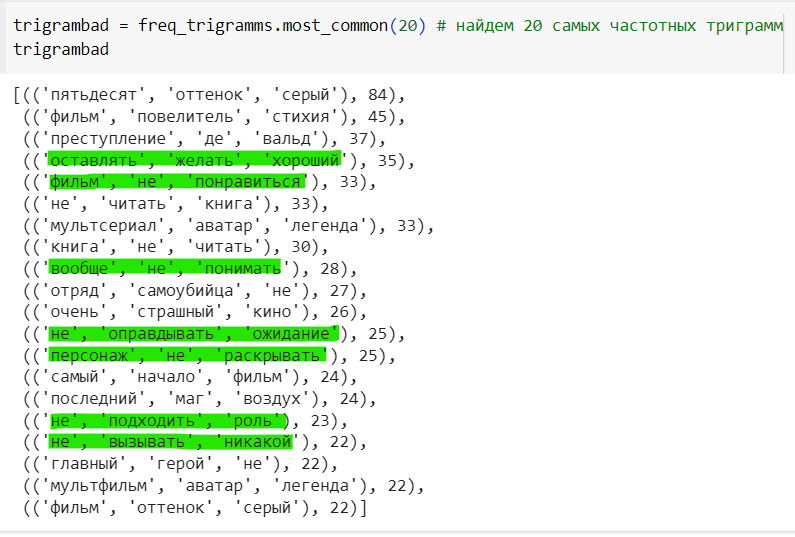 trigrambad = freq_trigramms.most_common(20) # найдем 20 самых частотных триграмм
trigrambad
[(('пятьдесят', 'оттенок', 'серый'), 84),
(('фильм', 'повелитель', 'стихия'), 45),
(('преступление', 'де', 'вальд'), 37),
(('оставлять', 'желать', 'хороший'), 35),
(('фильм', 'не', 'понравиться'), 33),
(('не', 'читать', 'книга'), 33),
(('мультсериал', 'аватар', 'легенда'), 33),
(('книга', 'не', 'читать'), 30),
(('вообще', 'не', 'понимать'), 28),
(('отряд', 'самоубийца', 'не'), 27),
(('очень', 'страшный', 'кино'), 26),
(('не', 'оправдывать', 'ожидание'), 25),
(('персонаж', 'не', 'раскрывать'), 25),
(('самый', 'начало', 'фильм'), 24),
(('последний', 'маг', 'воздух'), 24),
(('не', 'подходить', 'роль'), 23),
(('не', 'вызывать', 'никакой'), 22),
(('главный', 'герой', 'не'), 22),
(('мультфильм', 'аватар', 'легенда'), 22),
(('фильм', 'оттенок', 'серый'), 22)]